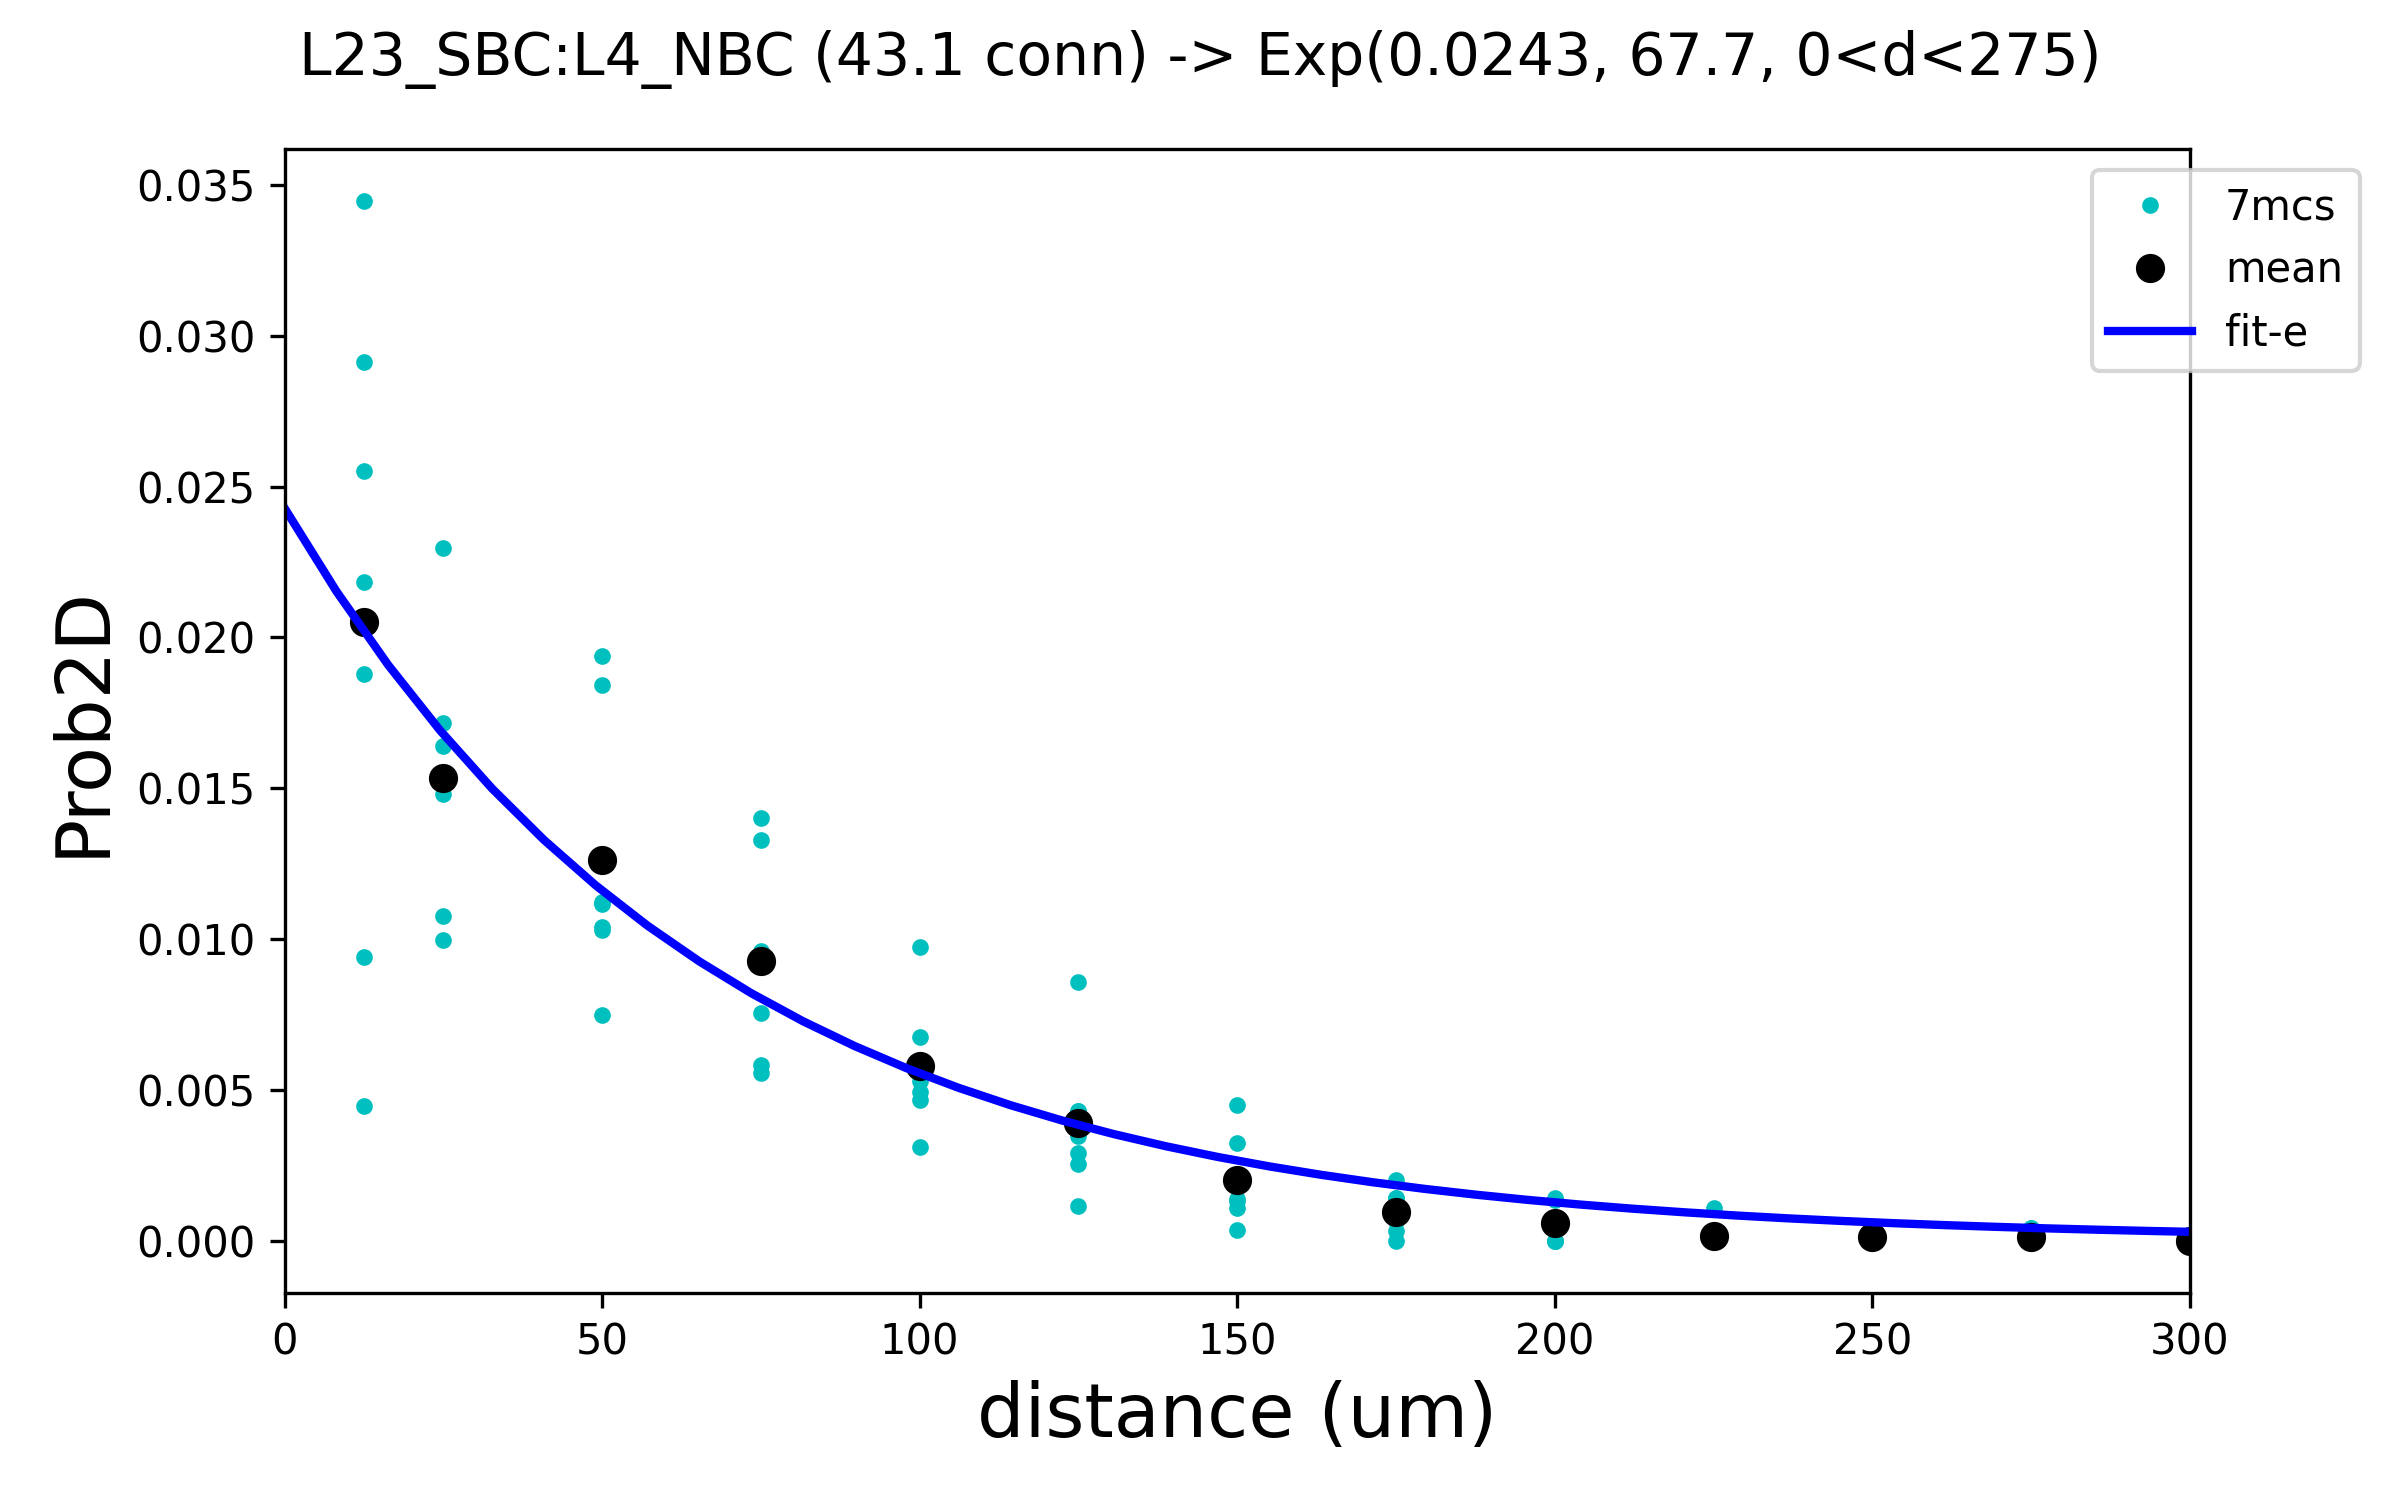 L23_SBC:L4_NBC (43.1 conn) -> Exp(0.0243, 67.7, 0<d<275)
7mcs
mean
fit-e
Prob2D
0.035
0.030
0.025
0.020
0.015
0.010
0.005
0.000
0 50 100 150 200 250 300
distance (um)